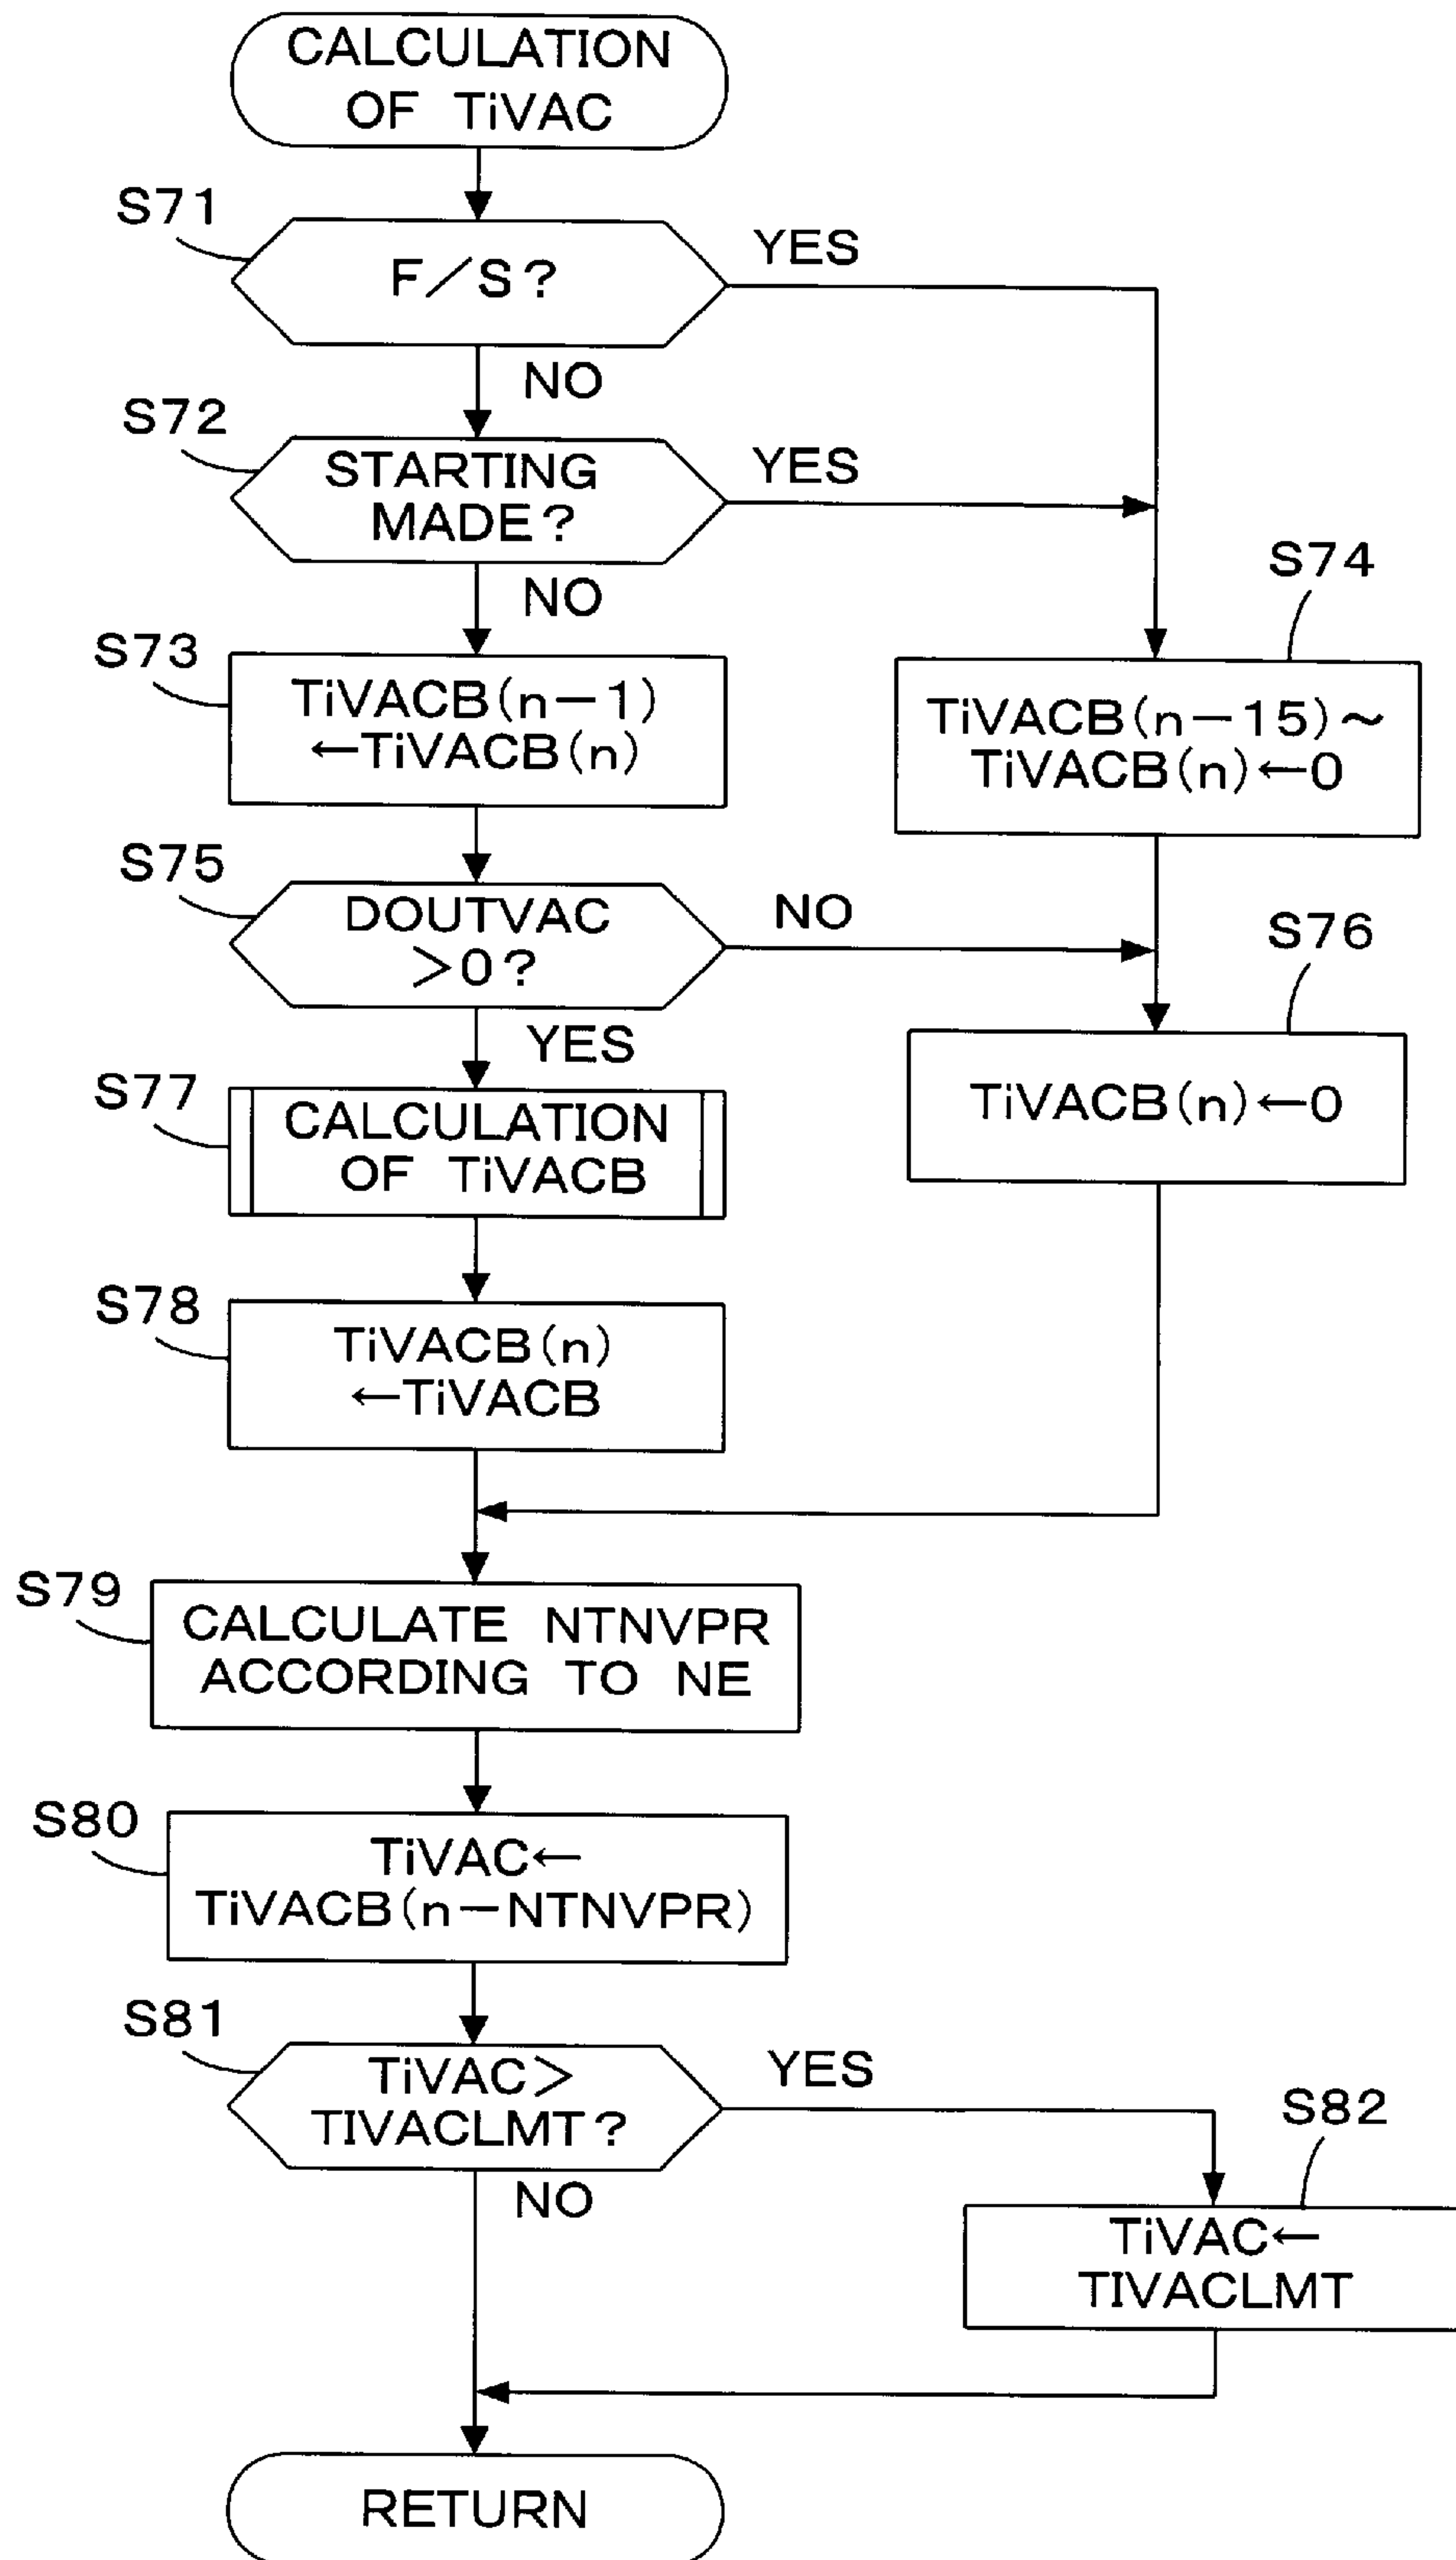 CALCULATION
OF TiVAC
S71
F/S?
YES
NO
S72
STARTING
MADE?
YES
NO
S73
TiVACB(n-1)
←TiVACB(n)
S74
TiVACB(n-15)~
TiVACB(n)←0
S75
DOUTVAC
>0?
NO
YES
S76
TiVACB(n)←0
S77
CALCULATION
OF TiVACB
S78
TiVACB(n)
←TiVACB
S79
CALCULATE NTNVPR
ACCORDING TO NE
S80
TiVAC←
TiVACB(n-NTNVPR)
S81
TiVAC>
TIVACLMT?
YES
NO
S82
TiVAC←
TIVACLMT
RETURN